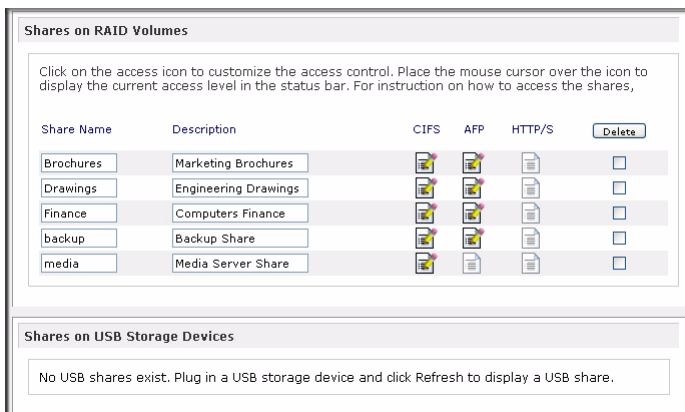 Shares on RAID Volumes
Click on the access icon to customize the access control. Place the mouse cursor over the icon to
display the current access level in the status bar. For instruction on how to access the shares,
Share Name Description CIFS AFP HTTP/S Delete
Brochures Marketing Brochures
Drawings Engineering Drawings
Finance Computers Finance
backup Backup Share
media Media Server Share
Shares on USB Storage Devices
No USB shares exist. Plug in a USB storage device and click Refresh to display a USB share.